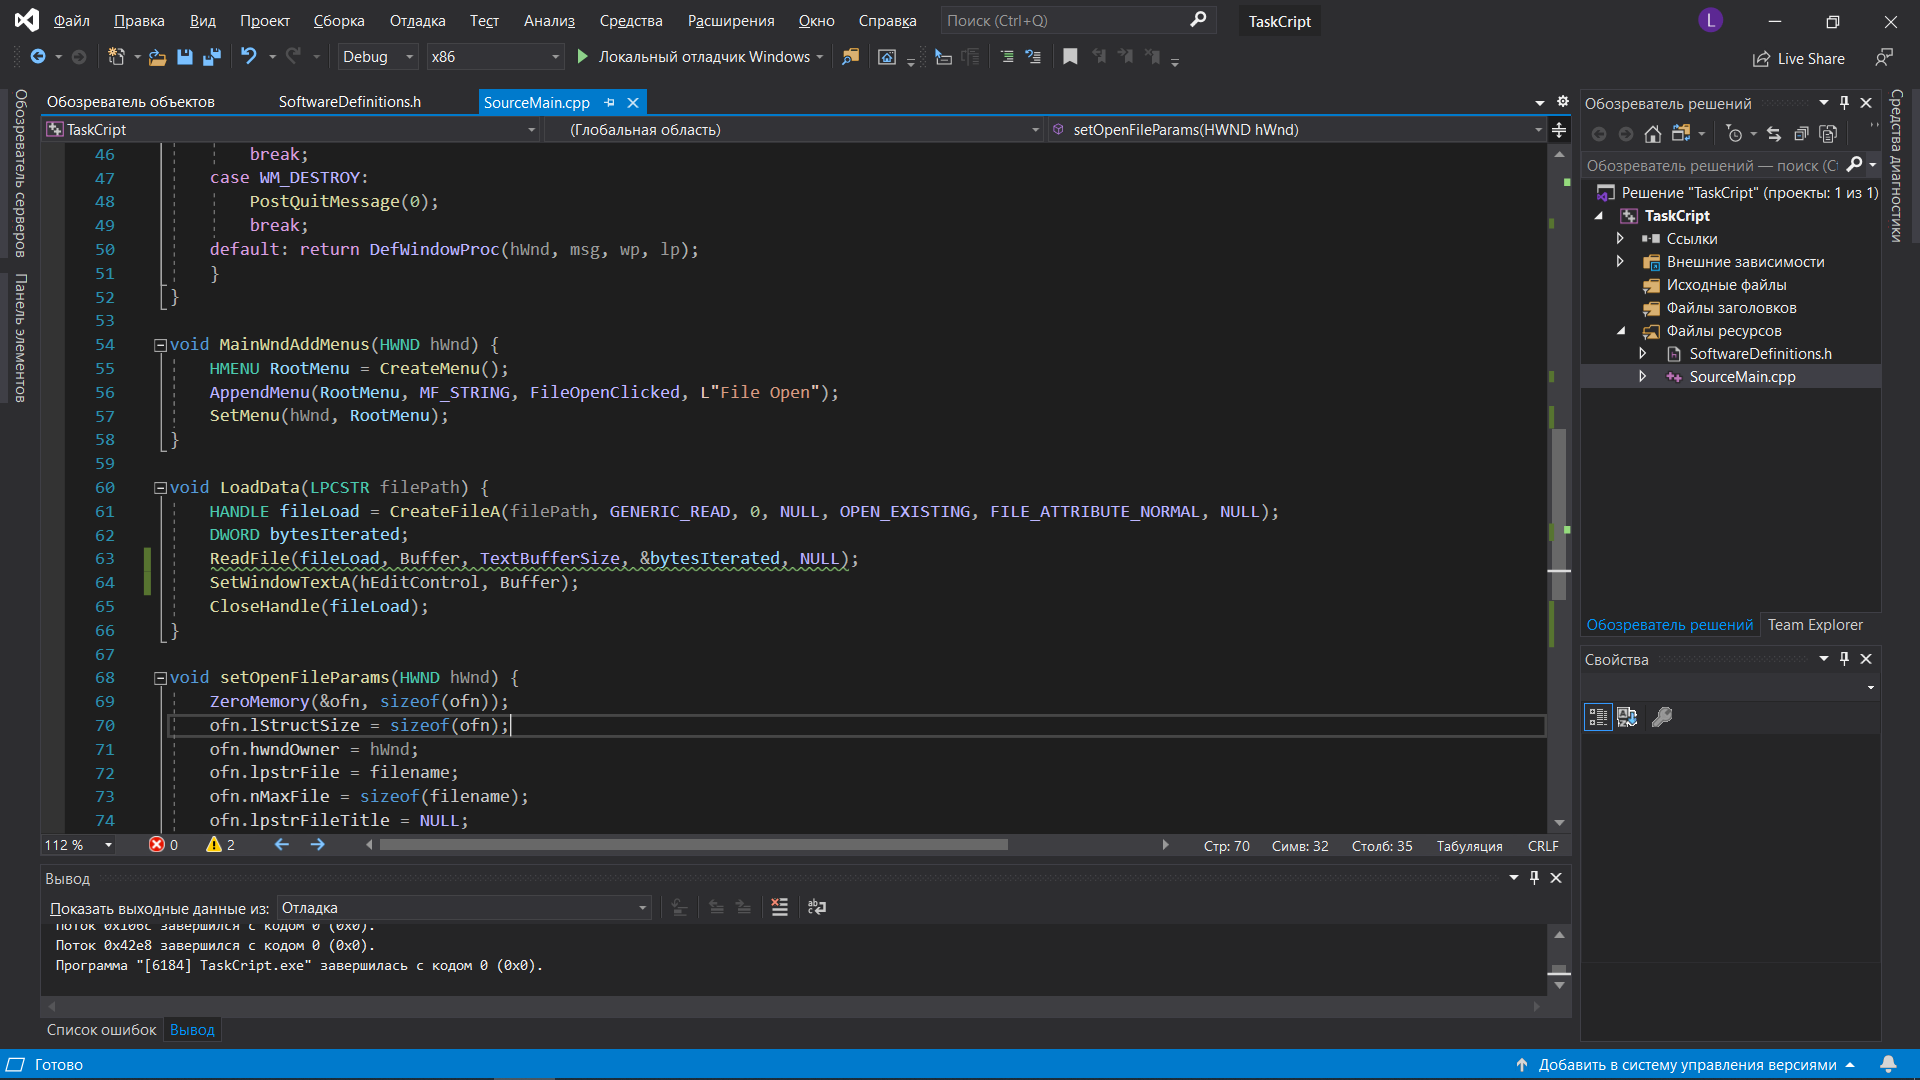 Файл Правка Вид Проект Сборка Отладка Тест Анализ Средства Расширения Окно Справка Поиск (Ctrl+Q) TaskCript L
Debug x86 Локальный отладчик Windows Live Share
Обозреватель серверов
Панель элементов
Обозреватель объектов SoftwareDefinitions.h SourceMain.cpp
TaskCript (Глобальная область) setOpenFileParams(HWND hWnd)
46 break;
47 case WM_DESTROY:
48 PostQuitMessage(0);
49 break;
50 default: return DefWindowProc(hWnd, msg, wp, lp);
51 }
52 }
53
54 void MainWndAddMenus(HWND hWnd) {
55 HMENU RootMenu = CreateMenu();
56 AppendMenu(RootMenu, MF_STRING, FileOpenClicked, L"File Open");
57 SetMenu(hWnd, RootMenu);
58 }
59
60 void LoadData(LPCSTR filePath) {
61 HANDLE fileLoad = CreateFileA(filePath, GENERIC_READ, 0, NULL, OPEN_EXISTING, FILE_ATTRIBUTE_NORMAL, NULL);
62 DWORD bytesIterated;
63 ReadFile(fileLoad, Buffer, TextBufferSize, &bytesIterated, NULL);
64 SetWindowTextA(hEditControl, Buffer);
65 CloseHandle(fileLoad);
66 }
67
68 void setOpenFileParams(HWND hWnd) {
69 ZeroMemory(&ofn, sizeof(ofn));
70 ofn.lStructSize = sizeof(ofn);
71 ofn.hwndOwner = hWnd;
72 ofn.lpstrFile = filename;
73 ofn.nMaxFile = sizeof(filename);
74 ofn.lpstrFileTitle = NULL;
112 % 0 2 Стр: 70 Симв: 32 Столб: 35 Табуляция CRLF
Вывод
Показать выходные данные из: Отладка
Поток 0x106c завершился с кодом 0 (0x0).
Поток 0x42e8 завершился с кодом 0 (0x0).
Программа "[6184] TaskCript.exe" завершилась с кодом 0 (0x0).
Список ошибок Вывод
Обозреватель решений
Обозреватель решений — поиск (Ct
Решение "TaskCript" (проекты: 1 из 1)
TaskCript
Ссылки
Внешние зависимости
Исходные файлы
Файлы заголовков
Файлы ресурсов
SoftwareDefinitions.h
SourceMain.cpp
Обозреватель решений Team Explorer
Свойства
Средства диагностики
Готово Добавить в систему управления версиями